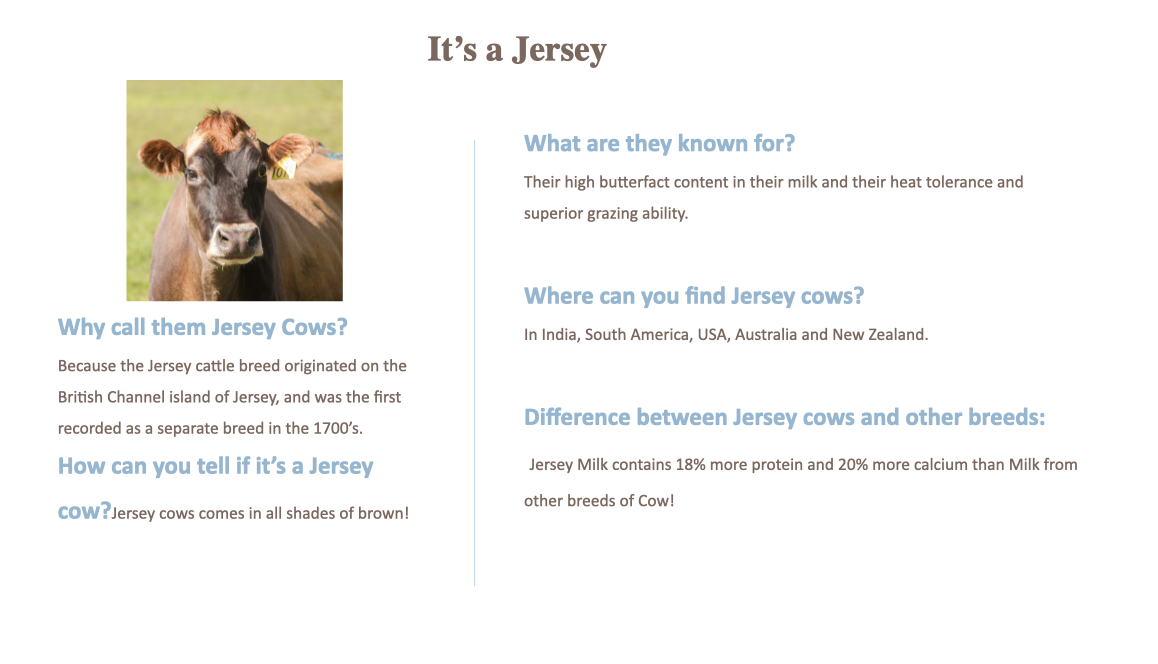 It’s a Jersey
Why call them Jersey Cows?
Because the Jersey cattle breed originated on the
British Channel island of Jersey, and was the first
recorded as a separate breed in the 1700’s.
How can you tell if it’s a Jersey
cow?Jersey cows comes in all shades of brown!
What are they known for?
Their high butterfact content in their milk and their heat tolerance and
superior grazing ability.
Where can you find Jersey cows?
In India, South America, USA, Australia and New Zealand.
Difference between Jersey cows and other breeds:
Jersey Milk contains 18% more protein and 20% more calcium than Milk from
other breeds of Cow!